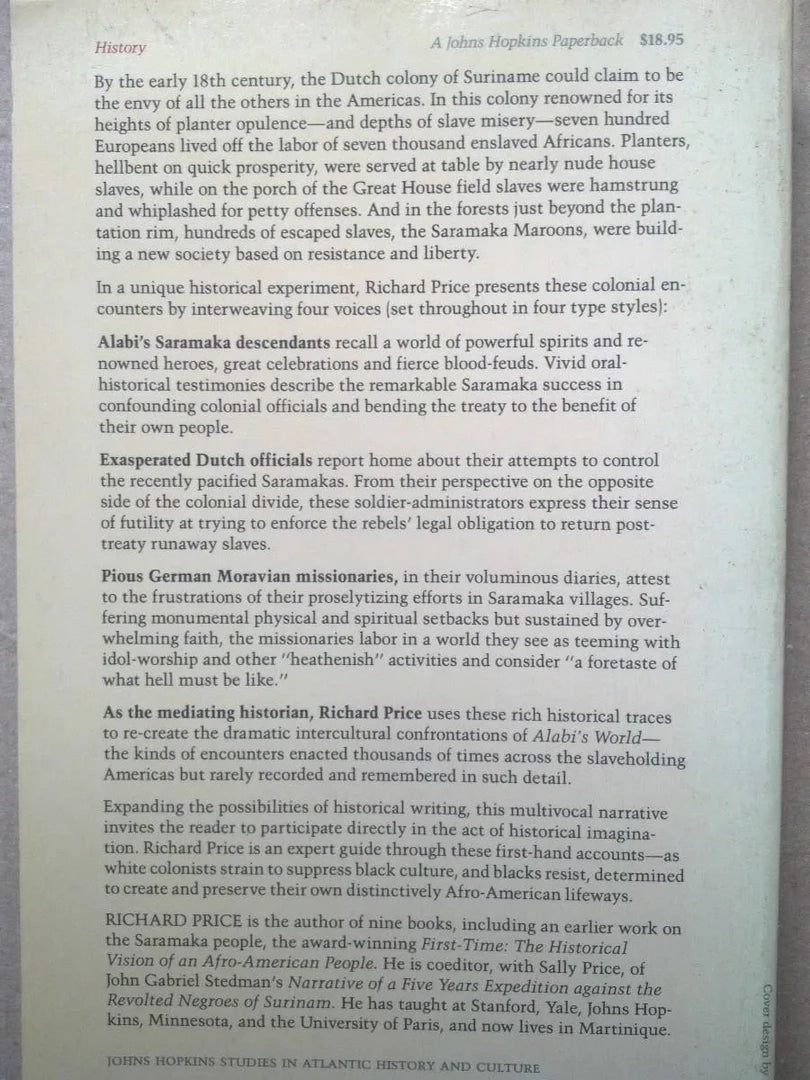 History
A Johns Hopkins Paperback $18.95
By the early 18th century, the Dutch colony of Suriname could claim to be
the envy of all the others in the Americas. In this colony renowned for its
heights of planter opulence—and depths of slave misery—seven hundred
Europeans lived off the labor of seven thousand enslaved Africans. Planters,
hellbent on quick prosperity, were served at table by nearly nude house
slaves, while on the porch of the Great House field slaves were hamstrung
and whiplashed for petty offenses. And in the forests just beyond the plan-
tation rim, hundreds of escaped slaves, the Saramaka Maroons, were build-
ing a new society based on resistance and liberty.
In a unique historical experiment, Richard Price presents these colonial en-
counters by interweaving four voices (set throughout in four type styles):
Alabi's Saramaka descendants recall a world of powerful spirits and re-
nowned heroes, great celebrations and fierce blood-feuds. Vivid oral-
historical testimonies describe the remarkable Saramaka success in
confounding colonial officials and bending the treaty to the benefit of
their own people.
Exasperated Dutch officials report home about their attempts to control
the recently pacified Saramakas. From their perspective on the opposite
side of the colonial divide, these soldier-administrators express their sense
of futility at trying to enforce the rebels' legal obligation to return post-
treaty runaway slaves.
Pious German Moravian missionaries, in their voluminous diaries, attest
to the frustrations of their proselytizing efforts in Saramaka villages. Suf-
fering monumental physical and spiritual setbacks but sustained by over-
whelming faith, the missionaries labor in a world they see as teeming with
idol-worship and other "heathenish" activities and consider "a foretaste of
what hell must be like."
As the mediating historian, Richard Price uses these rich historical traces
to re-create the dramatic intercultural confrontations of Alabi's World—
the kinds of encounters enacted thousands of times across the slaveholding
Americas but rarely recorded and remembered in such detail.
Expanding the possibilities of historical writing, this multivocal narrative
invites the reader to participate directly in the act of historical imagina-
tion. Richard Price is an expert guide through these first-hand accounts—as
white colonists strain to suppress black culture, and blacks resist, determined
to create and preserve their own distinctively Afro-American lifeways.
RICHARD PRICE is the author of nine books, including an earlier work on
the Saramaka people, the award-winning First-Time: The Historical
Vision of an Afro-American People. He is coeditor, with Sally Price, of
John Gabriel Stedman's Narrative of a Five Years Expedition against the
Revolted Negroes of Surinam. He has taught at Stanford, Yale, Johns Hop-
kins, Minnesota, and the University of Paris, and now lives in Martinique.
JOHNS HOPKINS STUDIES IN ATLANTIC HISTORY AND CULTURE
Cover design by